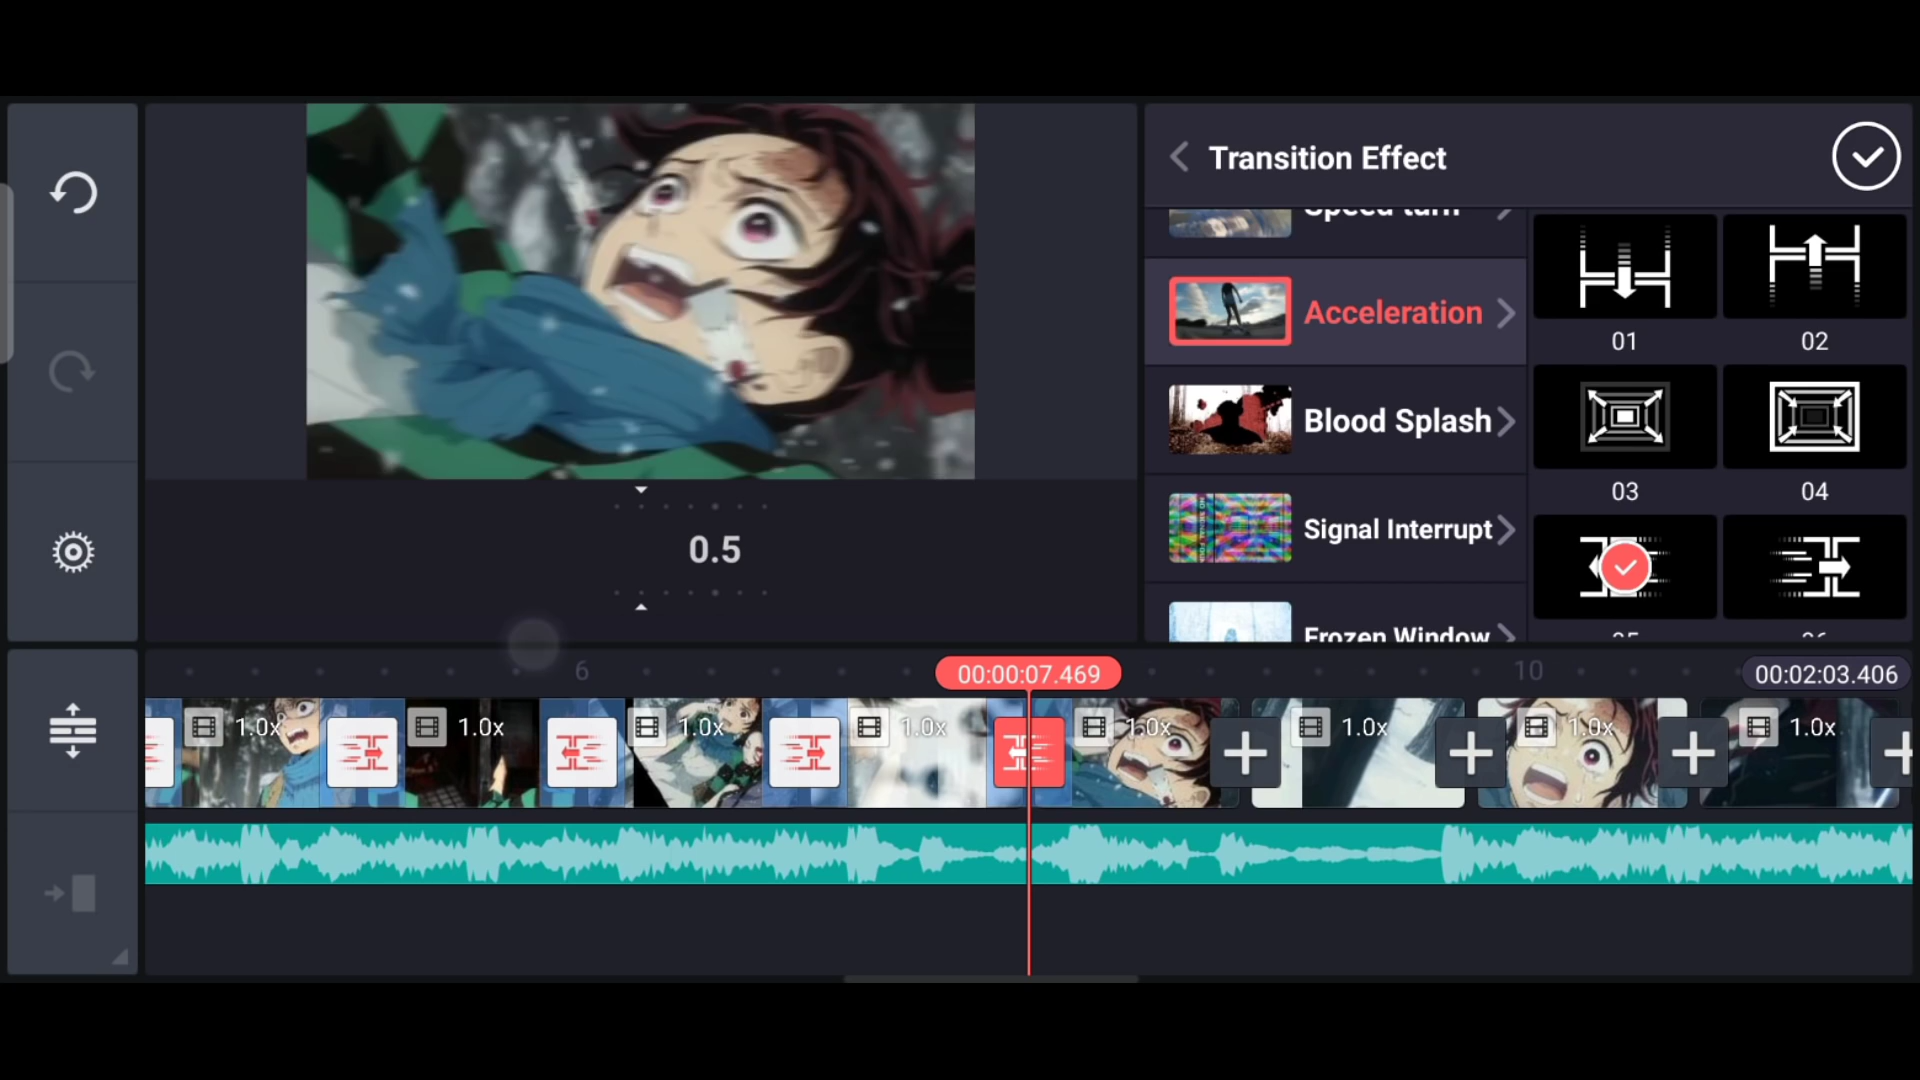 Transition Effect
Speed turn
Acceleration
Blood Splash
Signal Interrupt
Frozen Window
01
02
03
04
05
06
0.5
6
00:00:07.469
10
00:02:03.406
1.0x
1.0x
1.0x
1.0x
1.0x
1.0x
1.0x
1.0x